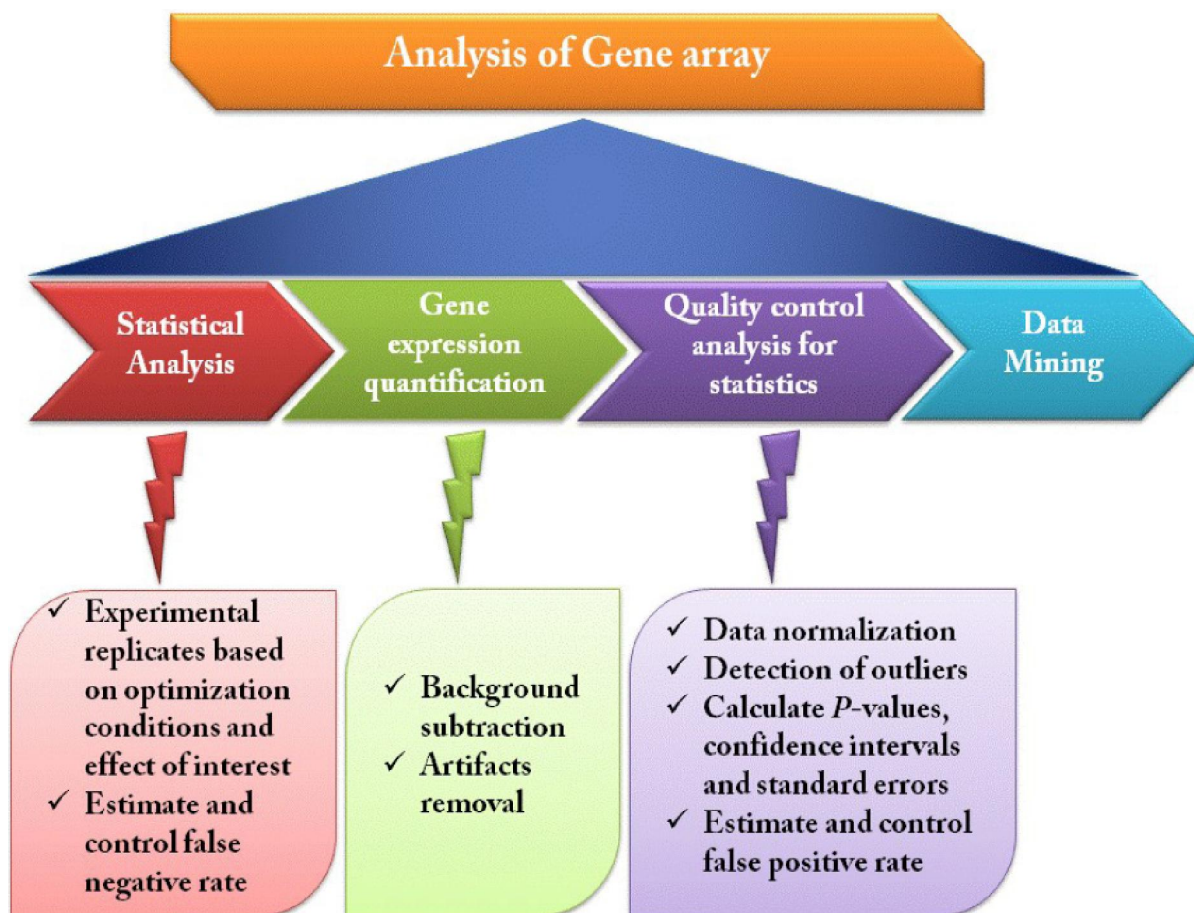 Analysis of Gene array
Statistical
Analysis
Gene
expression
quantification
Quality control
analysis for
statistics
Data
Mining
✓ Experimental
replicates based
on optimization
conditions and
effect of interest
✓ Estimate and
control false
negative rate
✓ Background
subtraction
✓ Artifacts
removal
✓ Data normalization
✓ Detection of outliers
✓ Calculate P-values,
confidence intervals
and standard errors
✓ Estimate and control
false positive rate